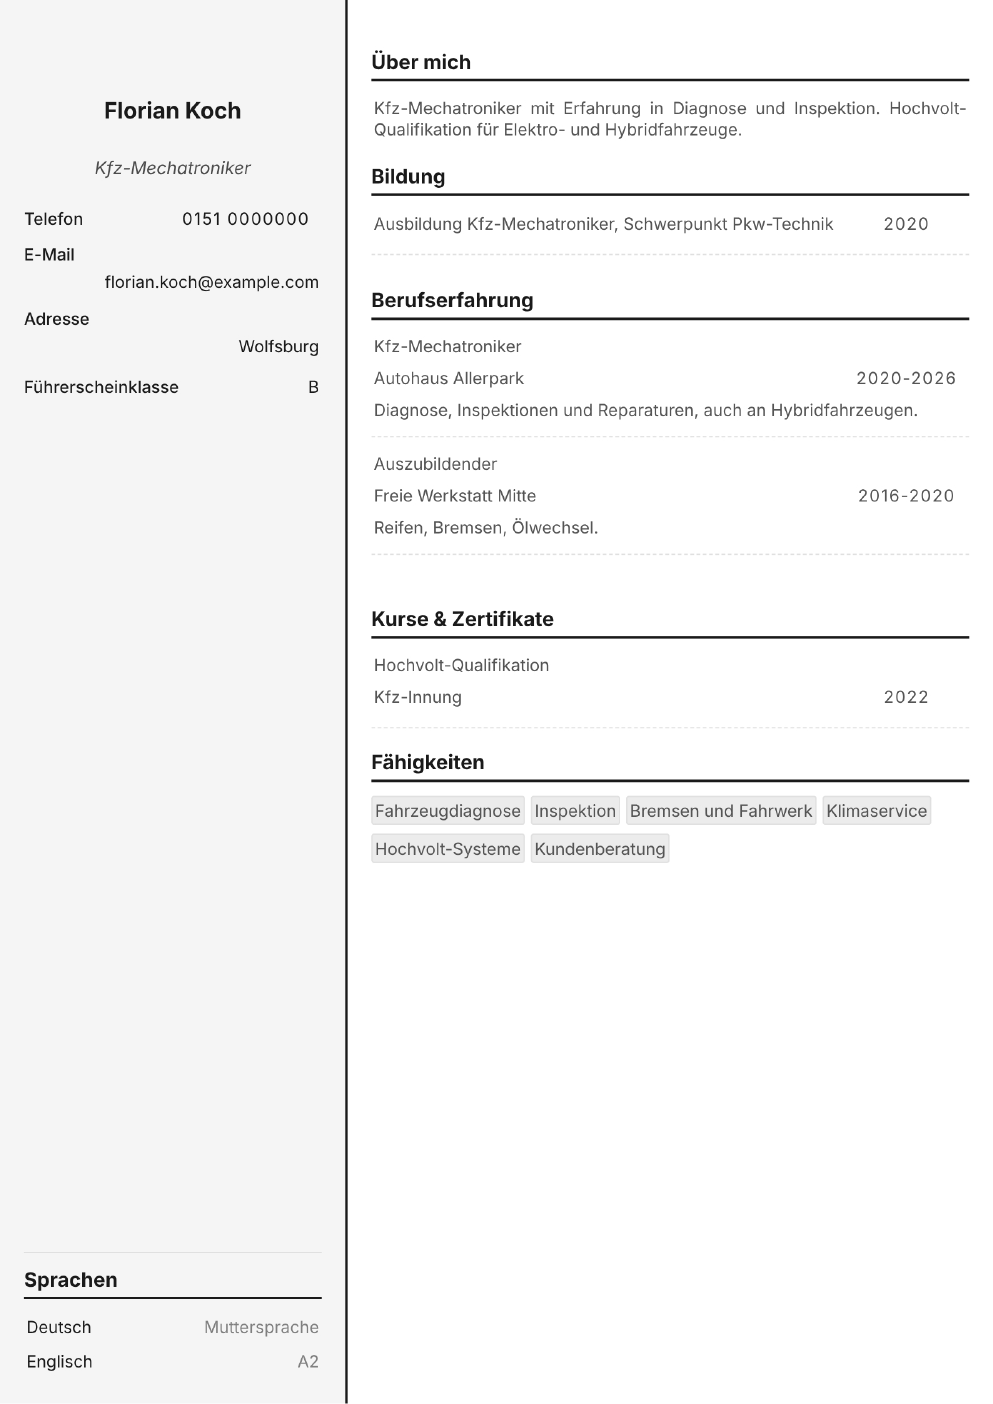 Florian Koch
Kfz-Mechatroniker
Telefon 0151 0000000
E-Mail
florian.koch@example.com
Adresse
Wolfsburg
Führerscheinklasse B
Sprachen
Deutsch Muttersprache
Englisch A2
Über mich
Kfz-Mechatroniker mit Erfahrung in Diagnose und Inspektion. Hochvolt-
Qualifikation für Elektro- und Hybridfahrzeuge.
Bildung
Ausbildung Kfz-Mechatroniker, Schwerpunkt Pkw-Technik 2020
Berufserfahrung
Kfz-Mechatroniker
Autohaus Allerpark 2020-2026
Diagnose, Inspektionen und Reparaturen, auch an Hybridfahrzeugen.
Auszubildender
Freie Werkstatt Mitte 2016-2020
Reifen, Bremsen, Ölwechsel.
Kurse & Zertifikate
Hochvolt-Qualifikation
Kfz-Innung 2022
Fähigkeiten
Fahrzeugdiagnose Inspektion Bremsen und Fahrwerk Klimaservice
Hochvolt-Systeme Kundenberatung